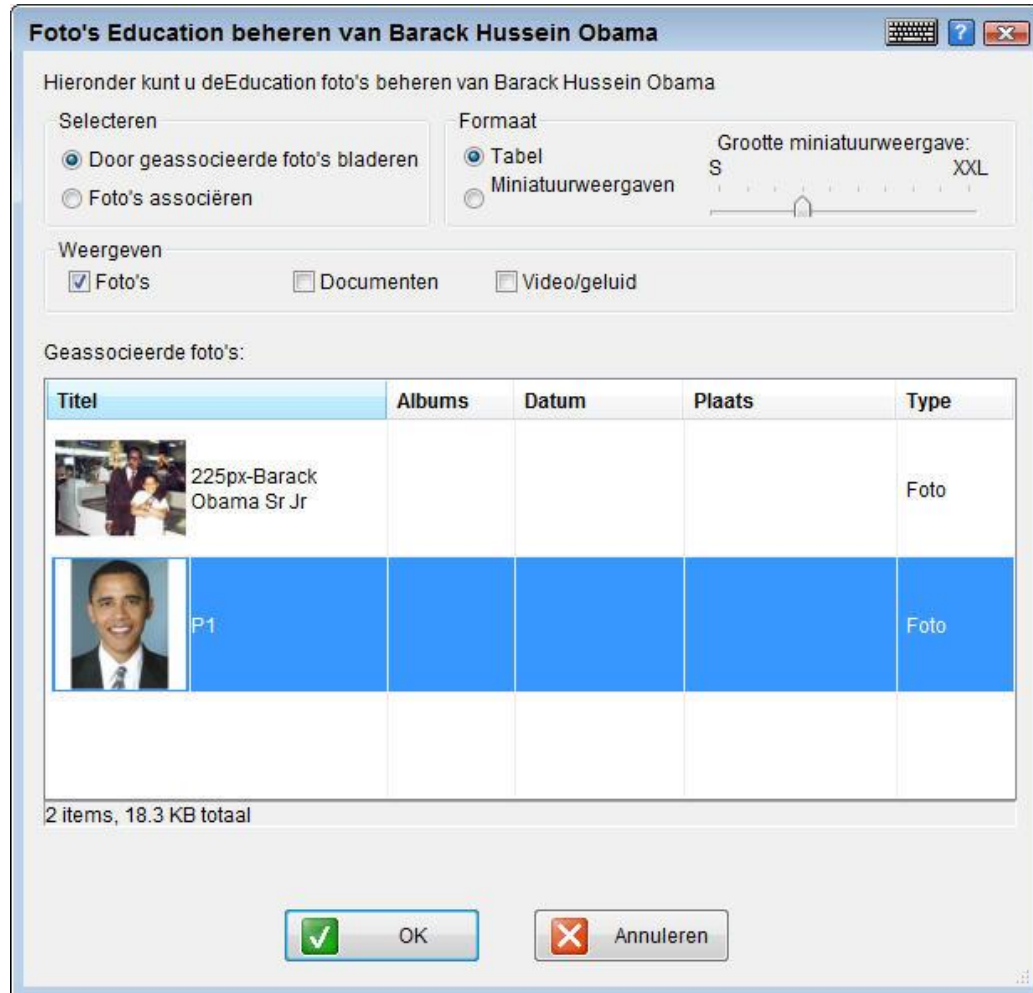 Foto's Education beheren van Barack Hussein Obama
?
Hieronder kunt u deEducation foto's beheren van Barack Hussein Obama
Selecteren
Door geassocieerde foto's bladeren
Foto's associëren
Formaat
Tabel
Miniatuurweergaven
Grootte miniatuurweergave:
S XXL
Weergeven
Foto's Documenten Video/geluid
Geassocieerde foto's:
Titel Albums Datum Plaats Type
225px-Barack
Obama Sr Jr
Foto
P1 Foto
2 items, 18.3 KB totaal
OK Annuleren